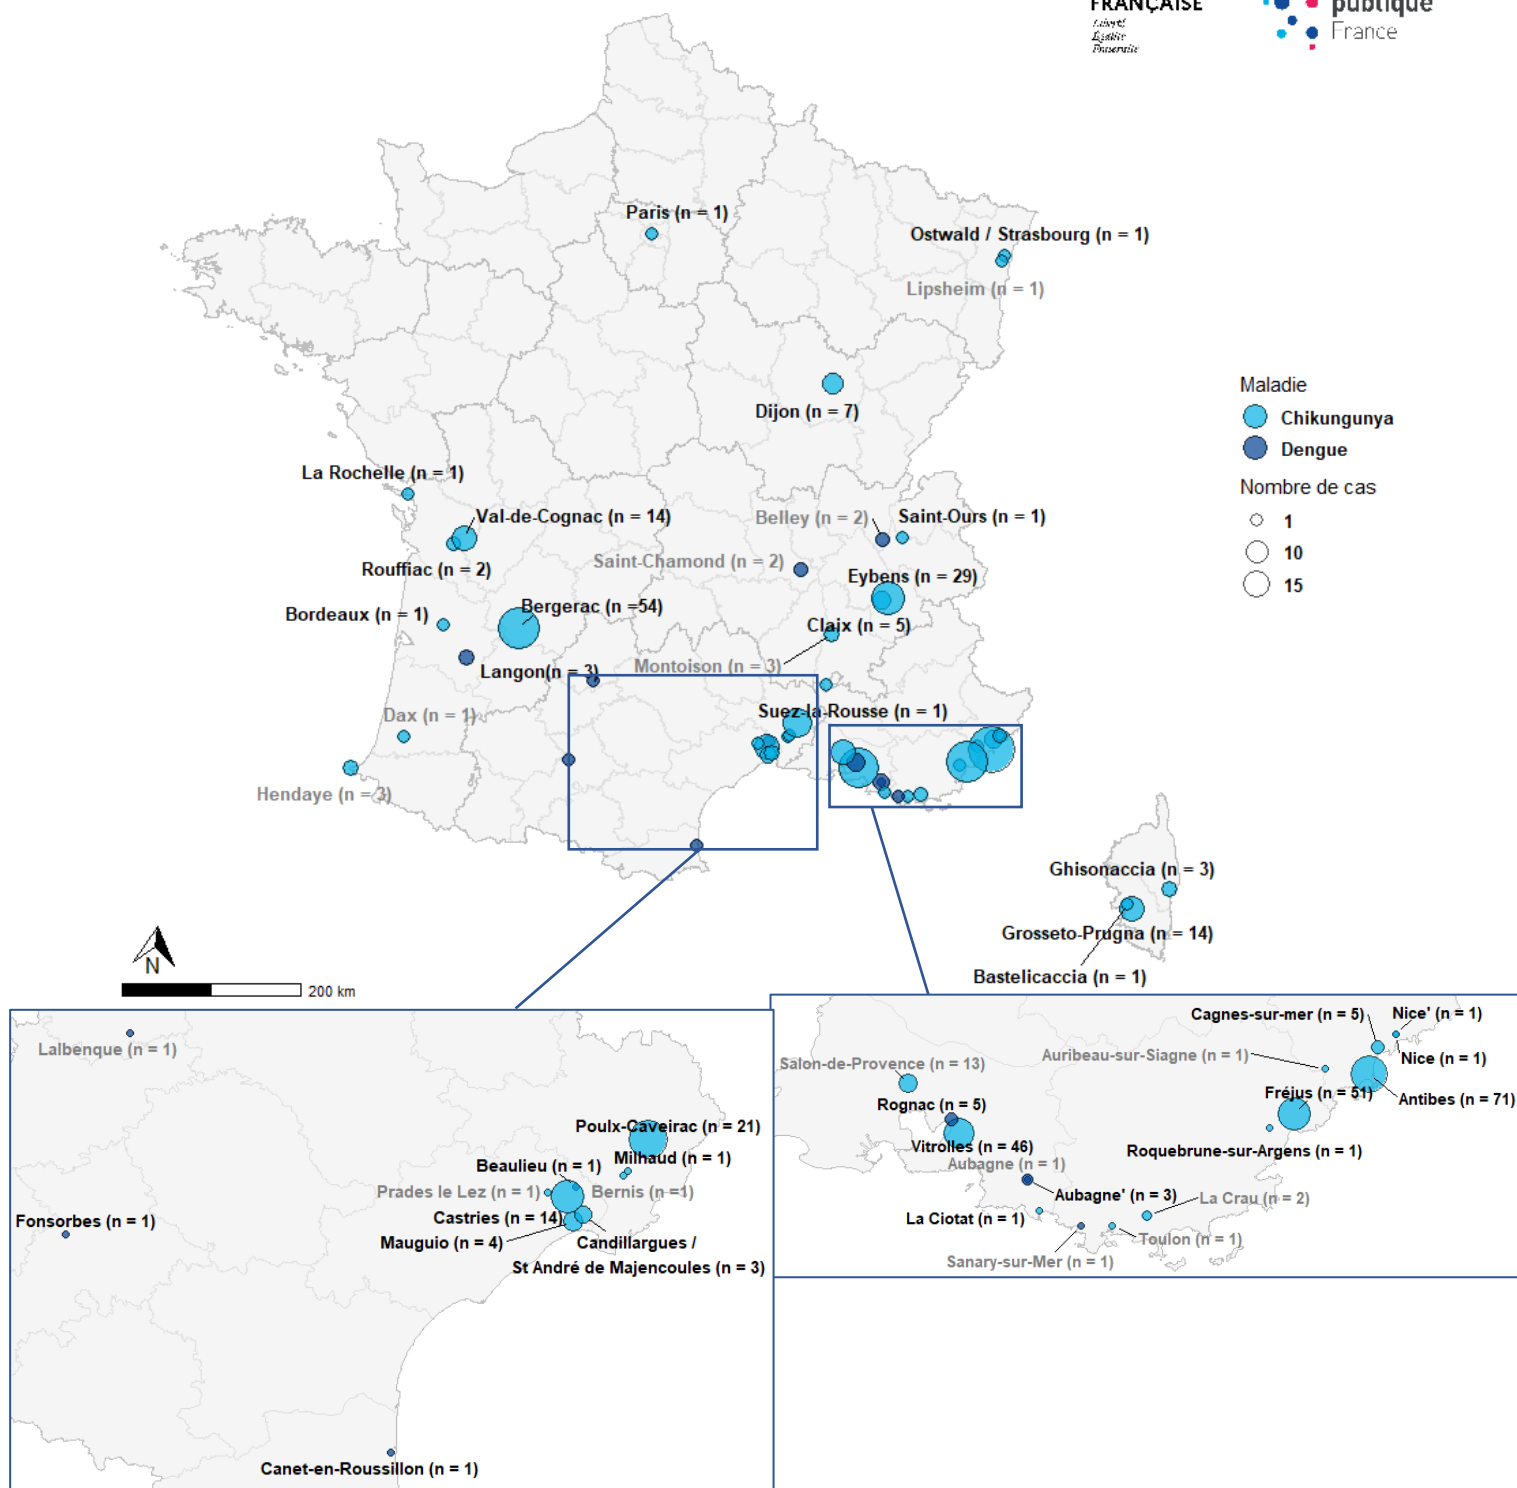 FRANÇAISE
Liberté
Égalité
Fraternité
publique
France
Paris (n = 1)
Ostwald / Strasbourg (n = 1)
Lipsheim (n = 1)
Dijon (n = 7)
Maladie
Chikungunya
Dengue
Nombre de cas
1
10
15
La Rochelle (n = 1)
Val-de-Cognac (n = 14)
Rouffiac (n = 2)
Belley (n = 2)
Saint-Ours (n = 1)
Saint-Chamond (n = 2)
Eybens (n = 29)
Bordeaux (n = 1)
Bergerac (n =54)
Claix (n = 5)
Langon(n = 3)
Montoison (n = 3)
Dax (n = 1)
Suez-la-Rousse (n = 1)
Hendaye (n = 3)
Ghisonaccia (n = 3)
Grosseto-Prugna (n = 14)
Bastelicaccia (n = 1)
N
200 km
Lalbenque (n = 1)
Poulx-Caveirac (n = 21)
Milhaud (n = 1)
Beaulieu (n = 1)
Prades le Lez (n = 1)
Bernis (n =1)
Fonsorbes (n = 1)
Castries (n = 14)
Mauguio (n = 4)
Candillargues /
St André de Majencoules (n = 3)
Canet-en-Roussillon (n = 1)
Cagnes-sur-mer (n = 5)
Nice' (n = 1)
Nice (n = 1)
Auribeau-sur-Siagne (n = 1)
Salon-de-Provence (n = 13)
Fréjus (n = 51)
Antibes (n = 71)
Rognac (n = 5)
Vitrolles (n = 46)
Roquebrune-sur-Argens (n = 1)
Aubagne (n = 1)
Aubagne' (n = 3)
La Crau (n = 2)
La Ciotat (n = 1)
Toulon (n = 1)
Sanary-sur-Mer (n = 1)